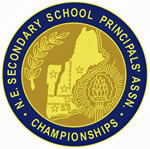 N.E. SECONDARY SCHOOL PRINCIPALS' ASSN.
· CHAMPIONSHIPS ·